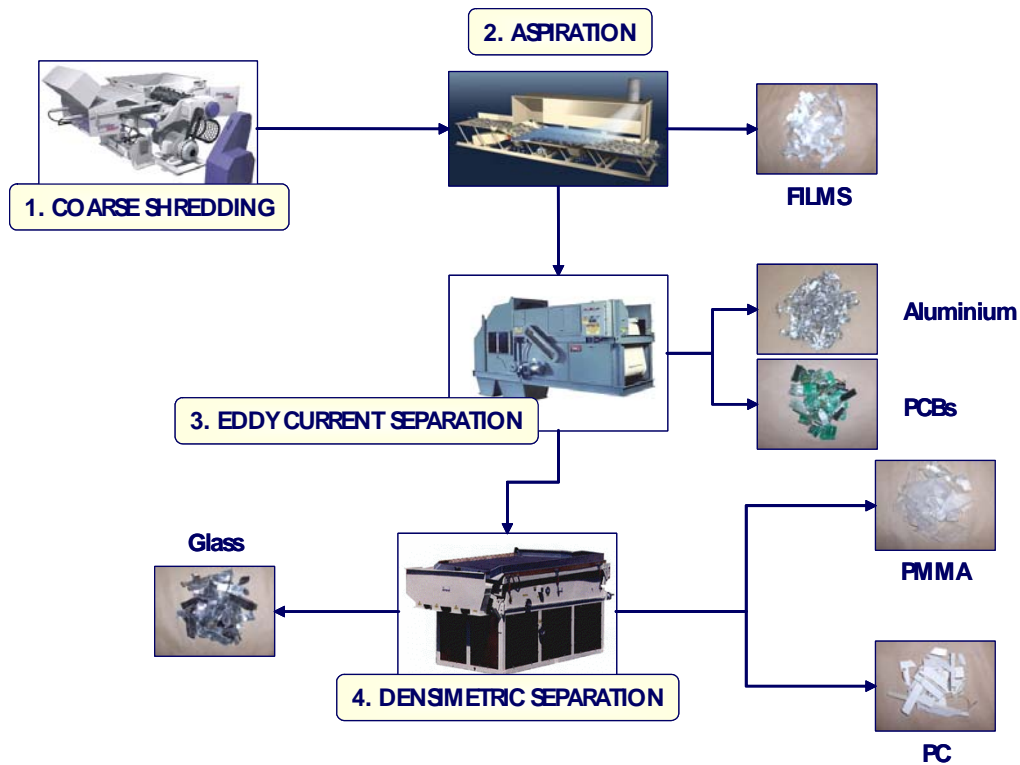 2. ASPIRATION
1. COARSE SHREDDING
FILMS
Aluminium
3. EDDY CURRENT SEPARATION
PCBs
Glass
PMMA
4. DENSIMETRIC SEPARATION
PC